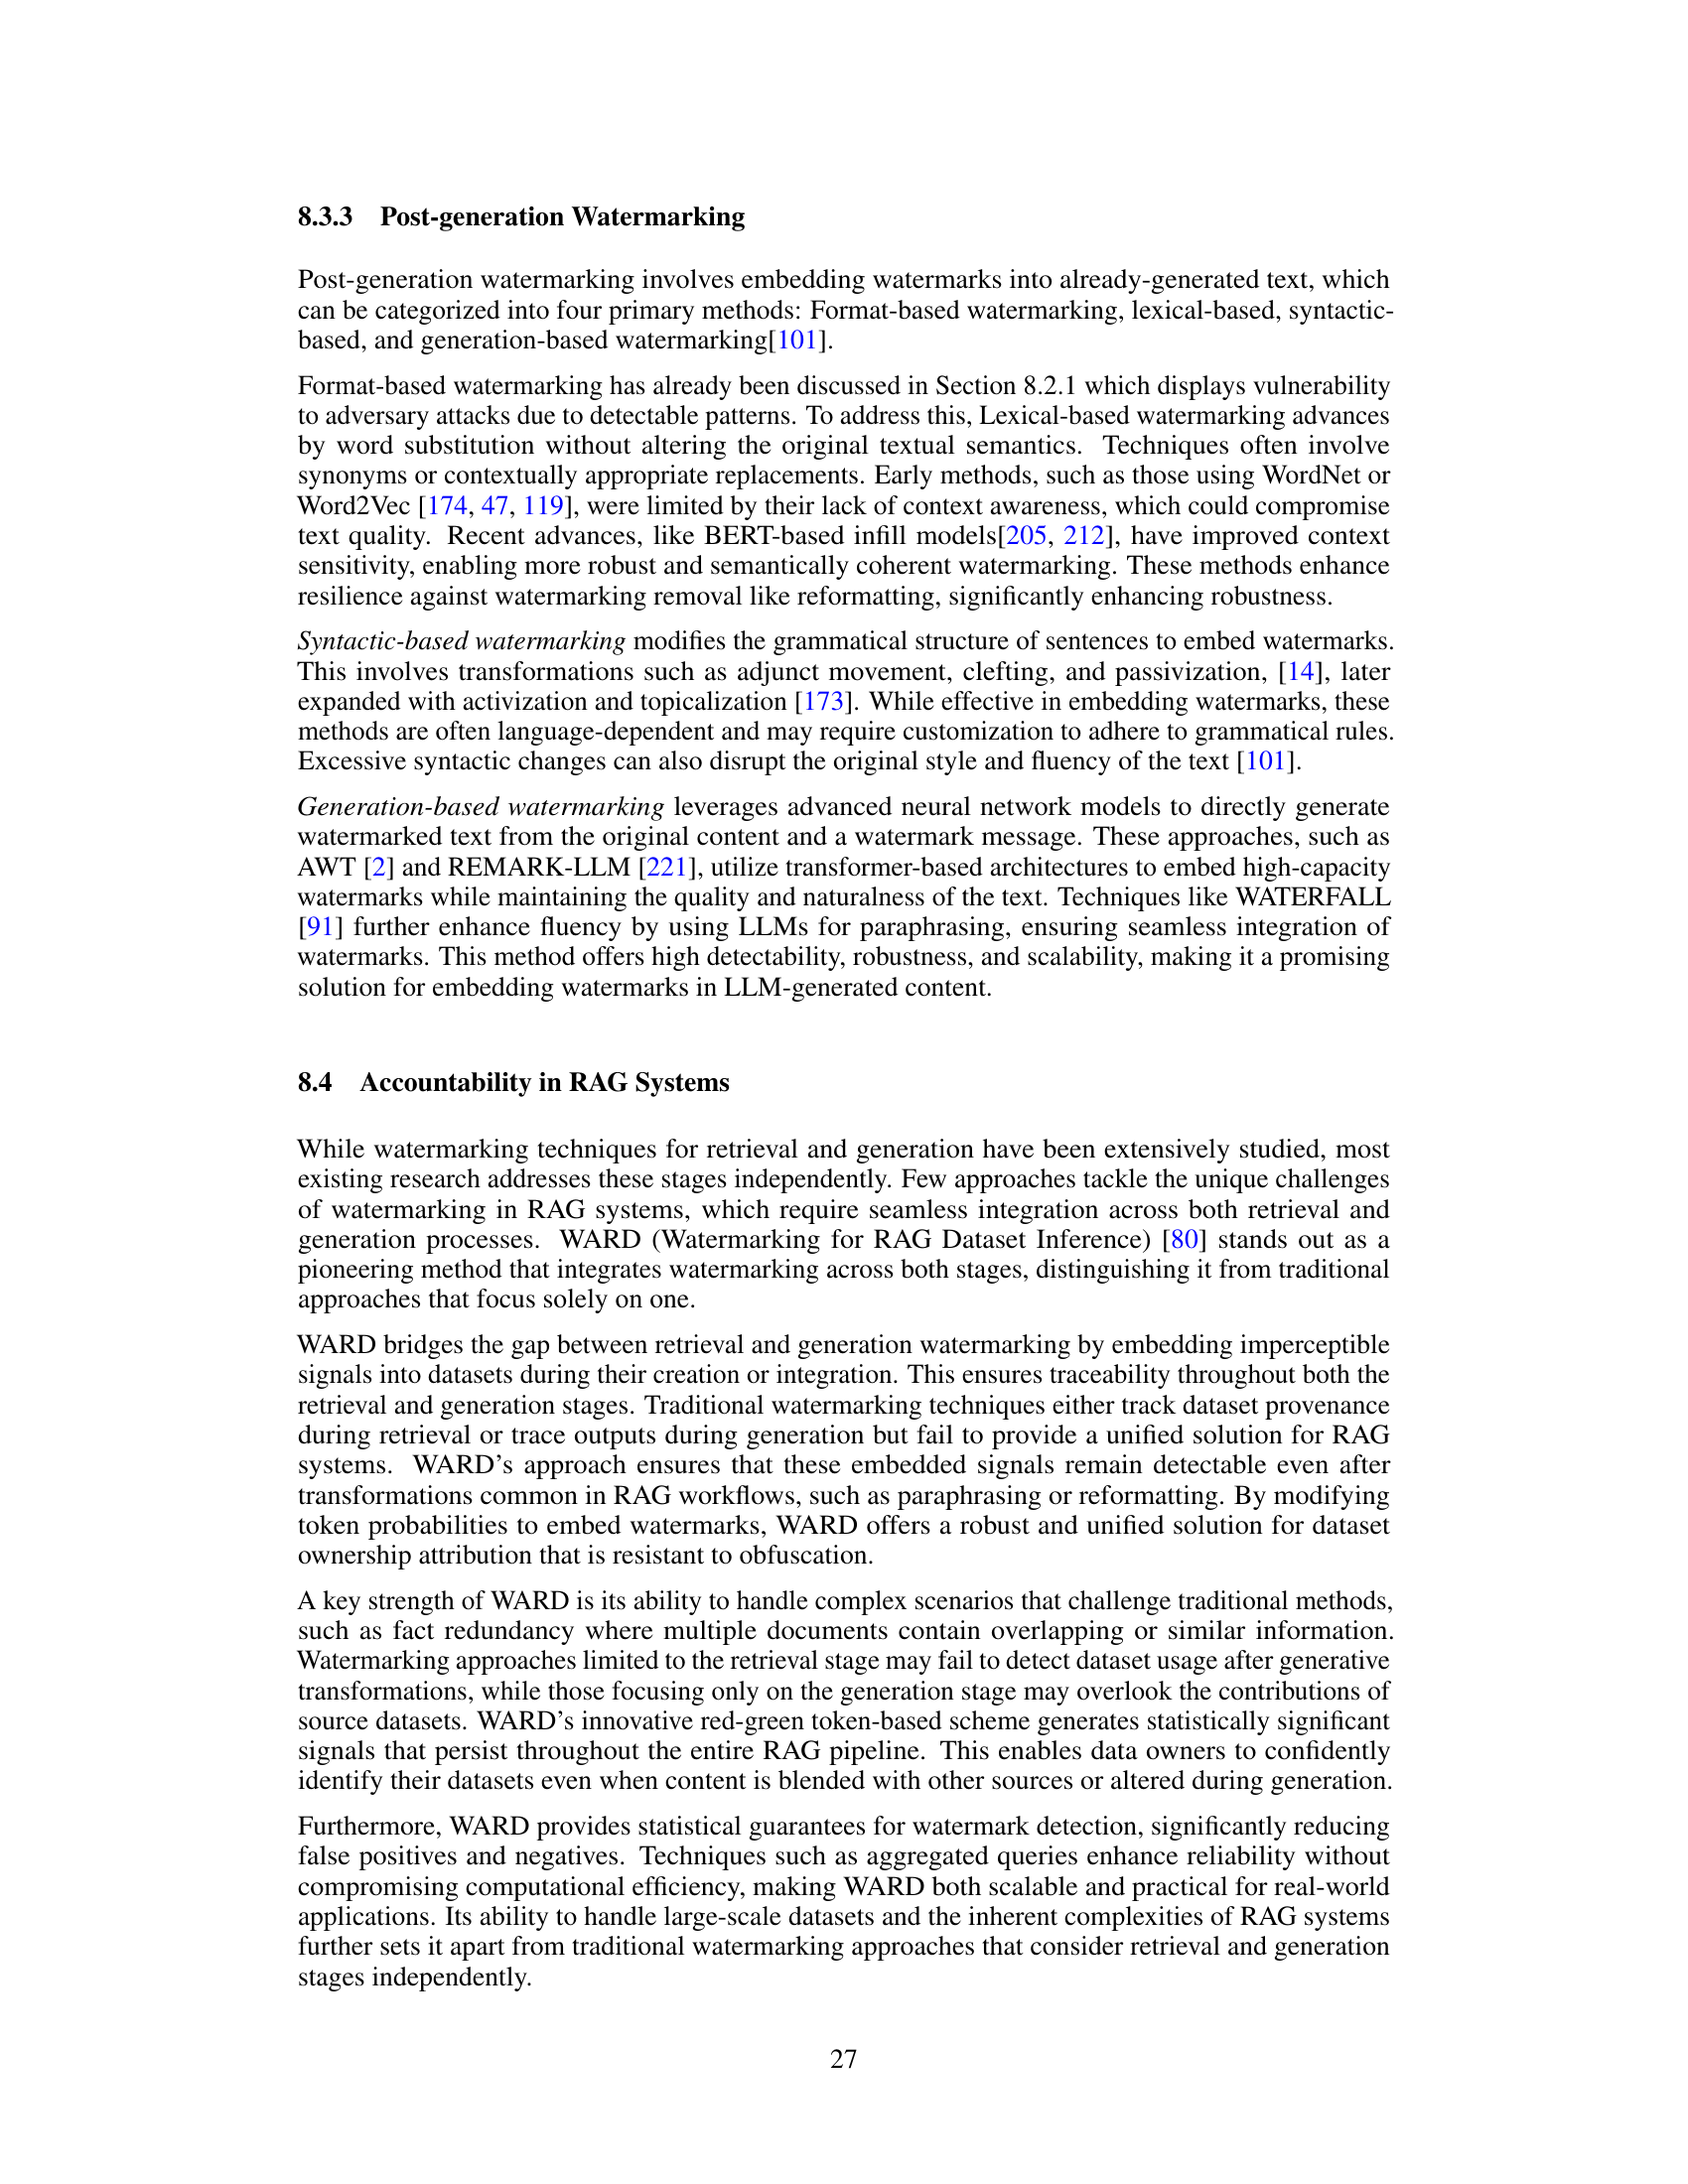 8.3.3 Post-generation Watermarking
Post-generation watermarking involves embedding watermarks into already-generated text, which
can be categorized into four primary methods: Format-based watermarking, lexical-based, syntactic-
based, and generation-based watermarking[101].
Format-based watermarking has already been discussed in Section 8.2.1 which displays vulnerability
to adversary attacks due to detectable patterns. To address this, Lexical-based watermarking advances
by word substitution without altering the original textual semantics. Techniques often involve
synonyms or contextually appropriate replacements. Early methods, such as those using WordNet or
Word2Vec [174, 47, 119], were limited by their lack of context awareness, which could compromise
text quality. Recent advances, like BERT-based infill models[205, 212], have improved context
sensitivity, enabling more robust and semantically coherent watermarking. These methods enhance
resilience against watermarking removal like reformatting, significantly enhancing robustness.
Syntactic-based watermarking modifies the grammatical structure of sentences to embed watermarks.
This involves transformations such as adjunct movement, clefting, and passivization, [14], later
expanded with activization and topicalization [173]. While effective in embedding watermarks, these
methods are often language-dependent and may require customization to adhere to grammatical rules.
Excessive syntactic changes can also disrupt the original style and fluency of the text [101].
Generation-based watermarking leverages advanced neural network models to directly generate
watermarked text from the original content and a watermark message. These approaches, such as
AWT [2] and REMARK-LLM [221], utilize transformer-based architectures to embed high-capacity
watermarks while maintaining the quality and naturalness of the text. Techniques like WATERFALL
[91] further enhance fluency by using LLMs for paraphrasing, ensuring seamless integration of
watermarks. This method offers high detectability, robustness, and scalability, making it a promising
solution for embedding watermarks in LLM-generated content.
8.4 Accountability in RAG Systems
While watermarking techniques for retrieval and generation have been extensively studied, most
existing research addresses these stages independently. Few approaches tackle the unique challenges
of watermarking in RAG systems, which require seamless integration across both retrieval and
generation processes. WARD (Watermarking for RAG Dataset Inference) [80] stands out as a
pioneering method that integrates watermarking across both stages, distinguishing it from traditional
approaches that focus solely on one.
WARD bridges the gap between retrieval and generation watermarking by embedding imperceptible
signals into datasets during their creation or integration. This ensures traceability throughout both the
retrieval and generation stages. Traditional watermarking techniques either track dataset provenance
during retrieval or trace outputs during generation but fail to provide a unified solution for RAG
systems. WARD's approach ensures that these embedded signals remain detectable even after
transformations common in RAG workflows, such as paraphrasing or reformatting. By modifying
token probabilities to embed watermarks, WARD offers a robust and unified solution for dataset
ownership attribution that is resistant to obfuscation.
A key strength of WARD is its ability to handle complex scenarios that challenge traditional methods,
such as fact redundancy where multiple documents contain overlapping or similar information.
Watermarking approaches limited to the retrieval stage may fail to detect dataset usage after generative
transformations, while those focusing only on the generation stage may overlook the contributions of
source datasets. WARD's innovative red-green token-based scheme generates statistically significant
signals that persist throughout the entire RAG pipeline. This enables data owners to confidently
identify their datasets even when content is blended with other sources or altered during generation.
Furthermore, WARD provides statistical guarantees for watermark detection, significantly reducing
false positives and negatives. Techniques such as aggregated queries enhance reliability without
compromising computational efficiency, making WARD both scalable and practical for real-world
applications. Its ability to handle large-scale datasets and the inherent complexities of RAG systems
further sets it apart from traditional watermarking approaches that consider retrieval and generation
stages independently.
27